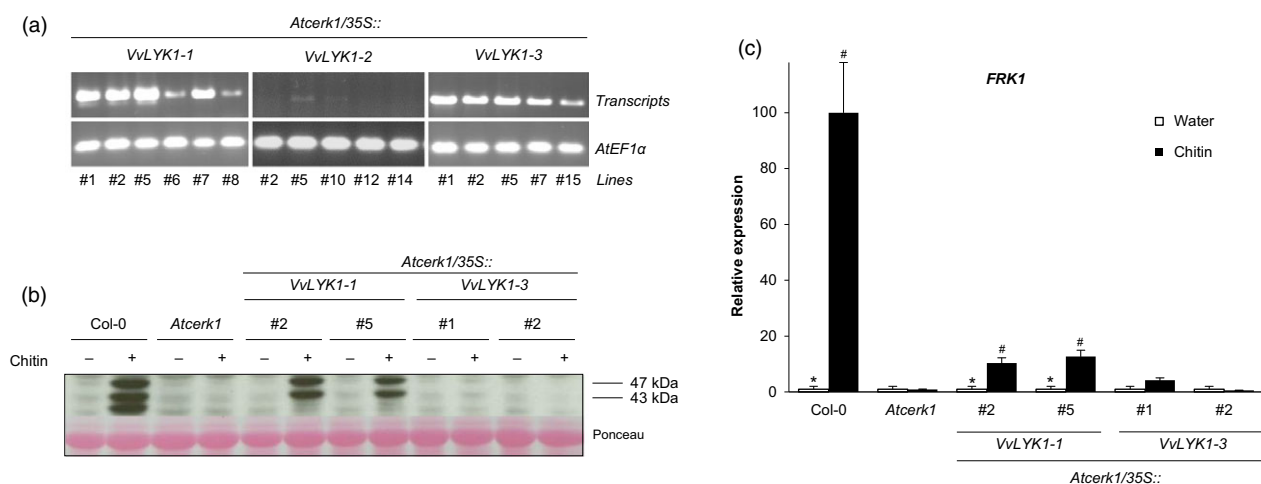 (a)
Atcerk1/35S::
VvLYK1-1 VvLYK1-2 VvLYK1-3
Transcripts
AtEF1α
#1 #2 #5 #6 #7 #8 #2 #5 #10 #12 #14 #1 #2 #5 #7 #15 Lines
(b)
Atcerk1/35S::
VvLYK1-1 VvLYK1-3
Col-0 Atcerk1 #2 #5 #1 #2
Chitin – + – + – + – + – + – +
47 kDa
43 kDa
Ponceau
(c)
FRK1
Water
Chitin
Relative expression
100
80
60
40
20
0
#
* * # * #
Col-0 Atcerk1 #2 #5 #1 #2
VvLYK1-1 VvLYK1-3
Atcerk1/35S::